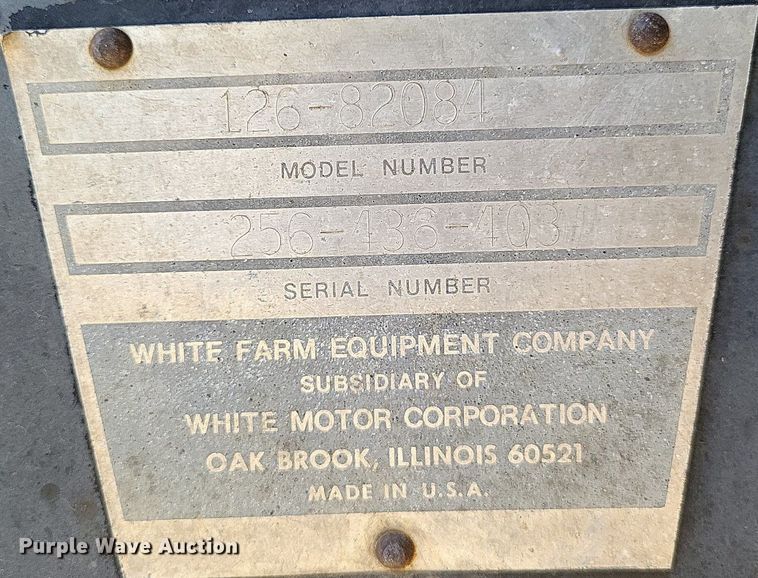 126-82084
MODEL NUMBER
256-436-403
SERIAL NUMBER
WHITE FARM EQUIPMENT COMPANY
SUBSIDIARY OF
WHITE MOTOR CORPORATION
OAK BROOK, ILLINOIS 60521
MADE IN U.S.A.
Purple Wave Auction